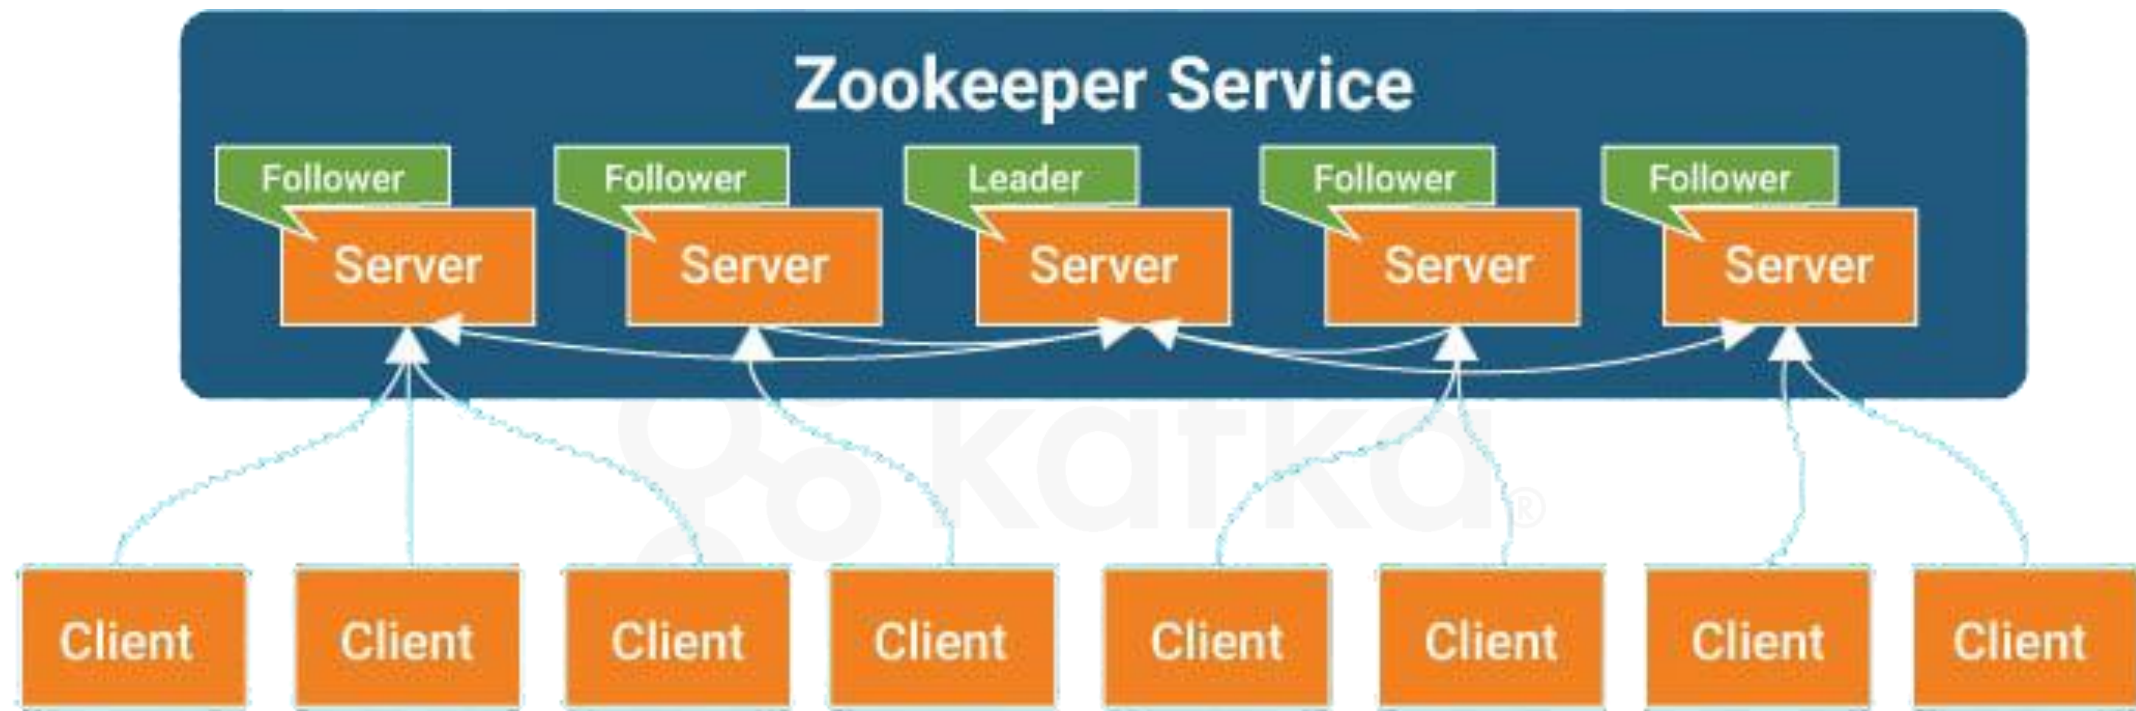 Zookeeper Service
Follower
Follower
Leader
Follower
Follower
Server
Server
Server
Server
Server
kafka®
Client
Client
Client
Client
Client
Client
Client
Client